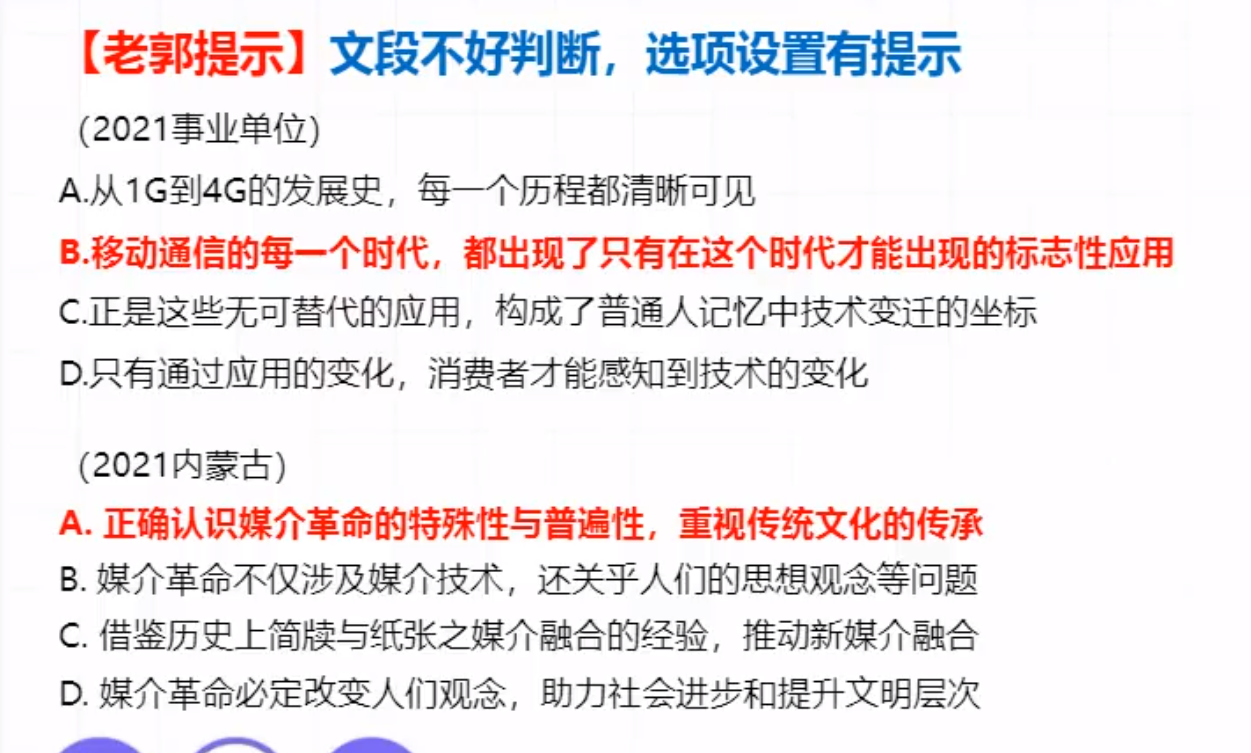 【老郭提示】文段不好判断，选项设置有提示
（2021事业单位）
A.从1G到4G的发展史，每一个历程都清晰可见
B.移动通信的每一个时代，都出现了只有在这个时代才能出现的标志性应用
C.正是这些无可替代的应用，构成了普通人记忆中技术变迁的坐标
D.只有通过应用的变化，消费者才能感知到技术的变化
（2021内蒙古）
A. 正确认识媒介革命的特殊性与普遍性，重视传统文化的传承
B. 媒介革命不仅涉及媒介技术，还关乎人们的思想观念等问题
C. 借鉴历史上简牍与纸张之媒介融合的经验，推动新媒介融合
D. 媒介革命必定改变人们观念，助力社会进步和提升文明层次